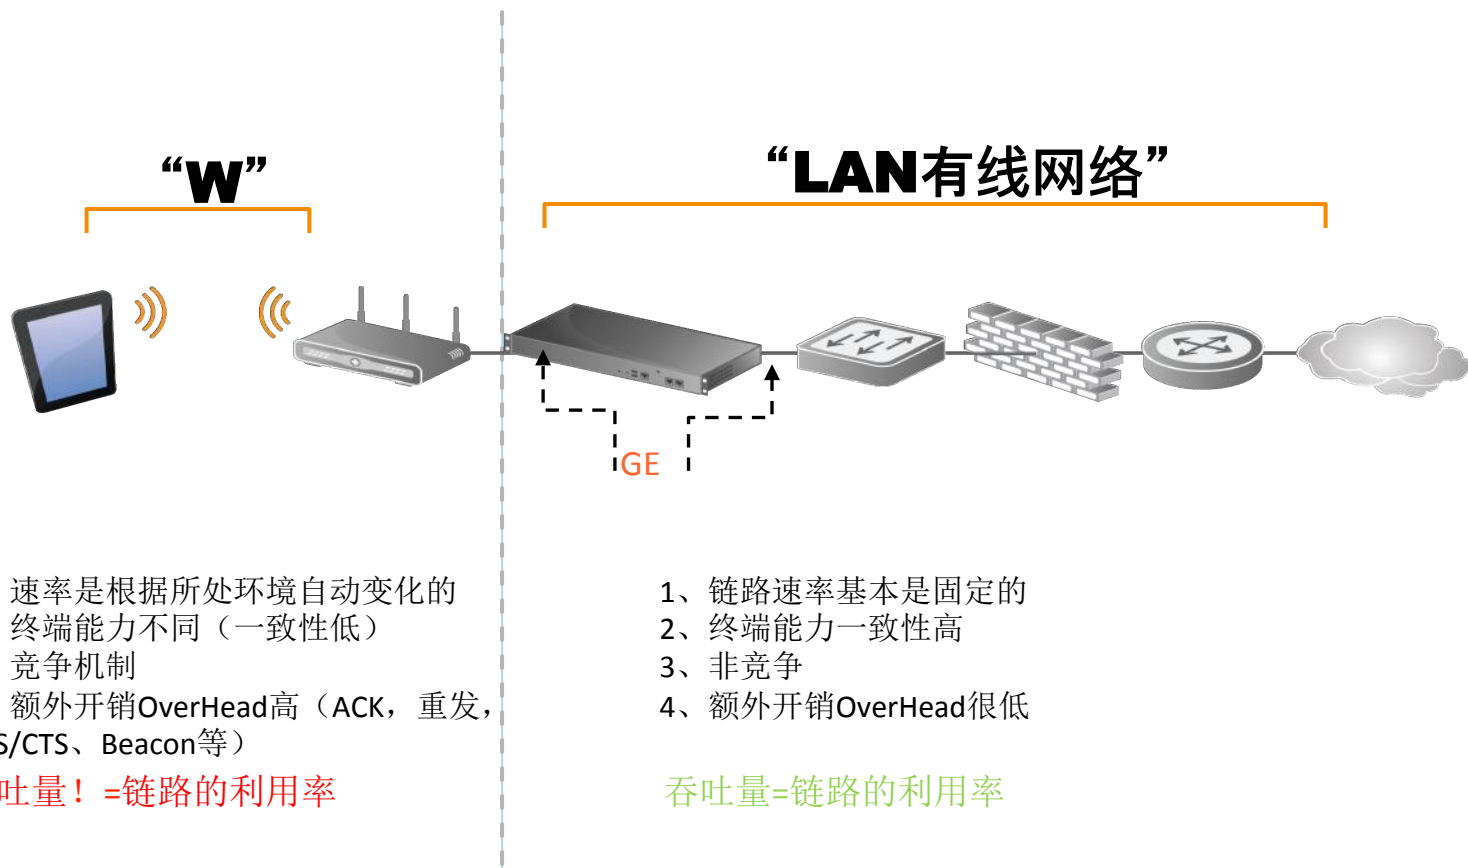 “W”
“LAN有线网络”
GE
速率是根据所处环境自动变化的
终端能力不同（一致性低）
竞争机制
额外开销OverHead高（ACK，重发，
S/CTS、Beacon等）
吐量！=链路的利用率
1、链路速率基本是固定的
2、终端能力一致性高
3、非竞争
4、额外开销OverHead很低
吞吐量=链路的利用率